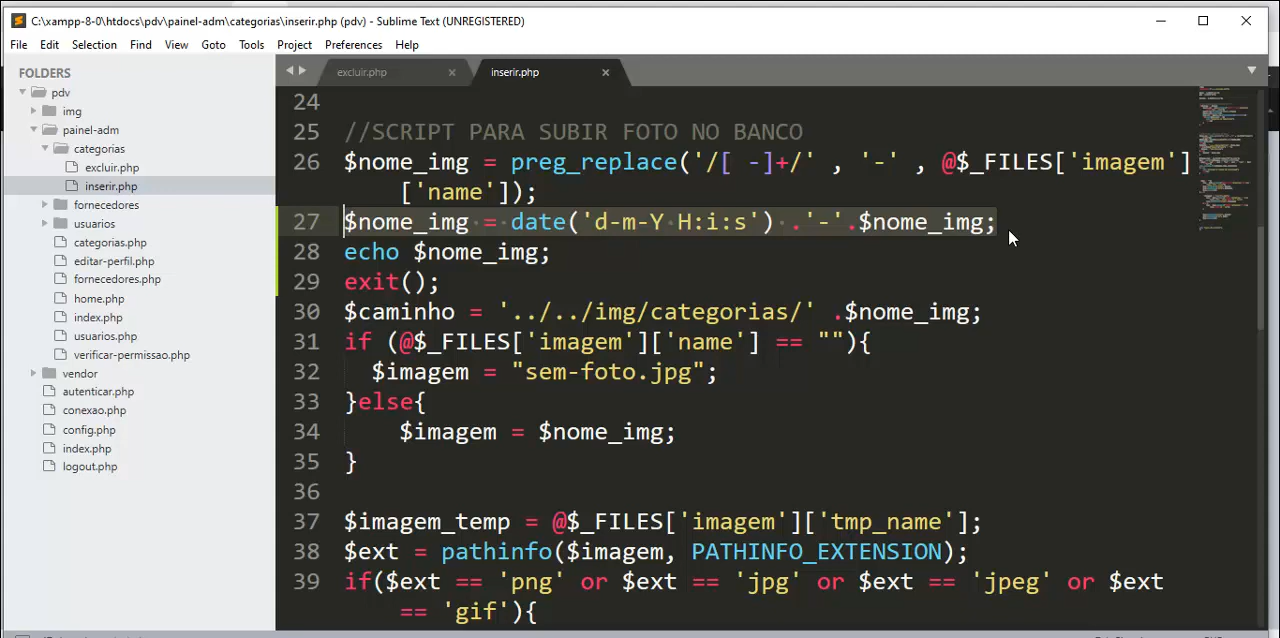 C:\xampp-8-0\htdocs\pdv\painel-adm\categorias\inserir.php (pdv) - Sublime Text (UNREGISTERED)
File Edit Selection Find View Goto Tools Project Preferences Help
FOLDERS
pdv
img
painel-adm
categorias
excluir.php
inserir.php
fornecedores
usuarios
categorias.php
editar-perfil.php
fornecedores.php
home.php
index.php
usuarios.php
verificar-permissao.php
vendor
autenticar.php
conexao.php
config.php
index.php
logout.php
excluir.php inserir.php
24
25 //SCRIPT PARA SUBIR FOTO NO BANCO
26 $nome_img = preg_replace('/[ -]+/' , '-' , @$_FILES['imagem']
['name']);
27 $nome_img = date('d-m-Y H:i:s') . '-'.$nome_img;
28 echo $nome_img;
29 exit();
30 $caminho = '../../img/categorias/' .$nome_img;
31 if (@$_FILES['imagem']['name'] == ""){
32 $imagem = "sem-foto.jpg";
33 }else{
34 $imagem = $nome_img;
35 }
36
37 $imagem_temp = @$_FILES['imagem']['tmp_name'];
38 $ext = pathinfo($imagem, PATHINFO_EXTENSION);
39 if($ext == 'png' or $ext == 'jpg' or $ext == 'jpeg' or $ext
== 'gif'){